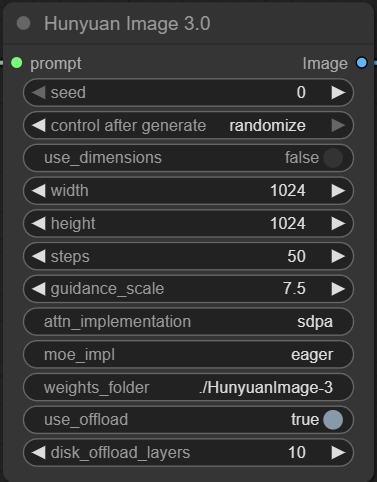 Hunyuan Image 3.0
prompt Image
seed 0
control after generate randomize
use_dimensions false
width 1024
height 1024
steps 50
guidance_scale 7.5
attn_implementation sdpa
moe_impl eager
weights_folder ./HunyuanImage-3
use_offload true
disk_offload_layers 10